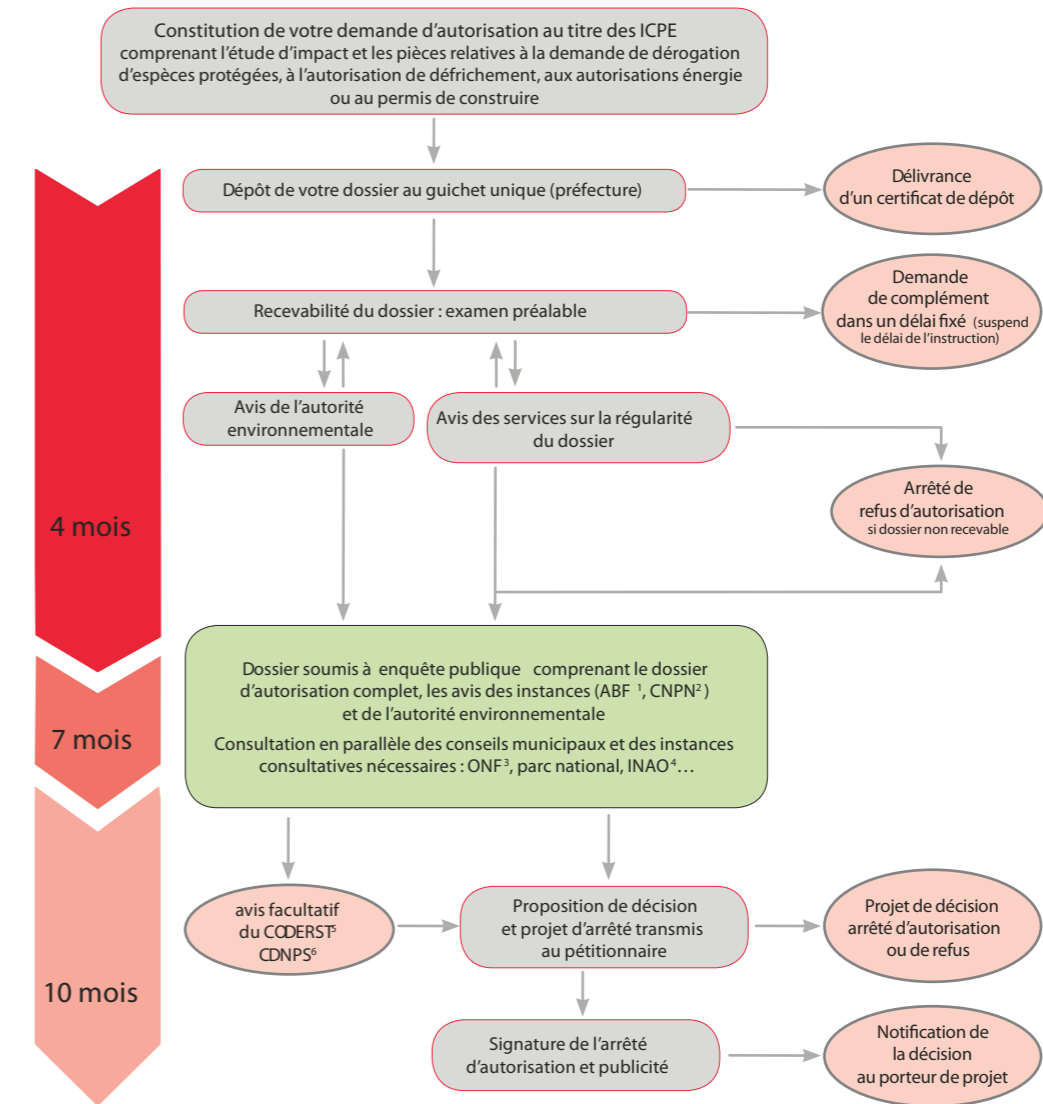 Constitution de votre demande d'autorisation au titre des ICPE
comprenant l'étude d'impact et les pièces relatives à la demande de dérogation
d'espèces protégées, à l'autorisation de défrichement, aux autorisations énergie
ou au permis de construire
Dépôt de votre dossier au guichet unique (préfecture)
Délivrance
d'un certificat de dépôt
Recevabilité du dossier : examen préalable
Demande
de complément
dans un délai fixé (suspend
le délai de l'instruction)
Avis de l'autorité
environnementale
Avis des services sur la régularité
du dossier
Arrêté de
refus d'autorisation
si dossier non recevable
4 mois
Dossier soumis à enquête publique comprenant le dossier
d'autorisation complet, les avis des instances (ABF ¹, CNPN²)
et de l'autorité environnementale
Consultation en parallèle des conseils municipaux et des instances
consultatives nécessaires : ONF³, parc national, INAO⁴…
7 mois
avis facultatif
du CODERST⁵
CDNPS⁶
Proposition de décision
et projet d'arrêté transmis
au pétitionnaire
Projet de décision
arrêté d'autorisation
ou de refus
10 mois
Signature de l'arrêté
d'autorisation et publicité
Notification de
la décision
au porteur de projet